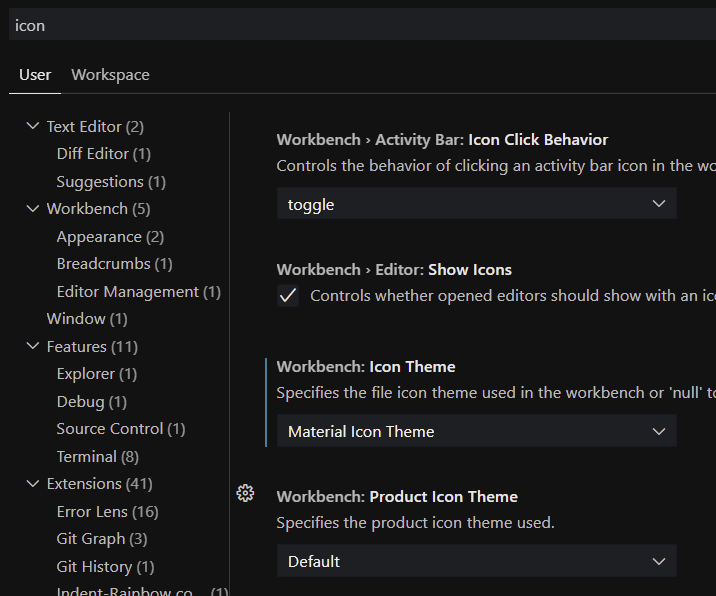 icon
User Workspace
Text Editor (2)
Diff Editor (1)
Suggestions (1)
Workbench (5)
Appearance (2)
Breadcrumbs (1)
Editor Management (1)
Window (1)
Features (11)
Explorer (1)
Debug (1)
Source Control (1)
Terminal (8)
Extensions (41)
Error Lens (16)
Git Graph (3)
Git History (1)
Indent-Rainbow co... (1)
Workbench › Activity Bar: Icon Click Behavior
Controls the behavior of clicking an activity bar icon in the wo
toggle
Workbench › Editor: Show Icons
Controls whether opened editors should show with an ico
Workbench: Icon Theme
Specifies the file icon theme used in the workbench or 'null' to
Material Icon Theme
Workbench: Product Icon Theme
Specifies the product icon theme used.
Default